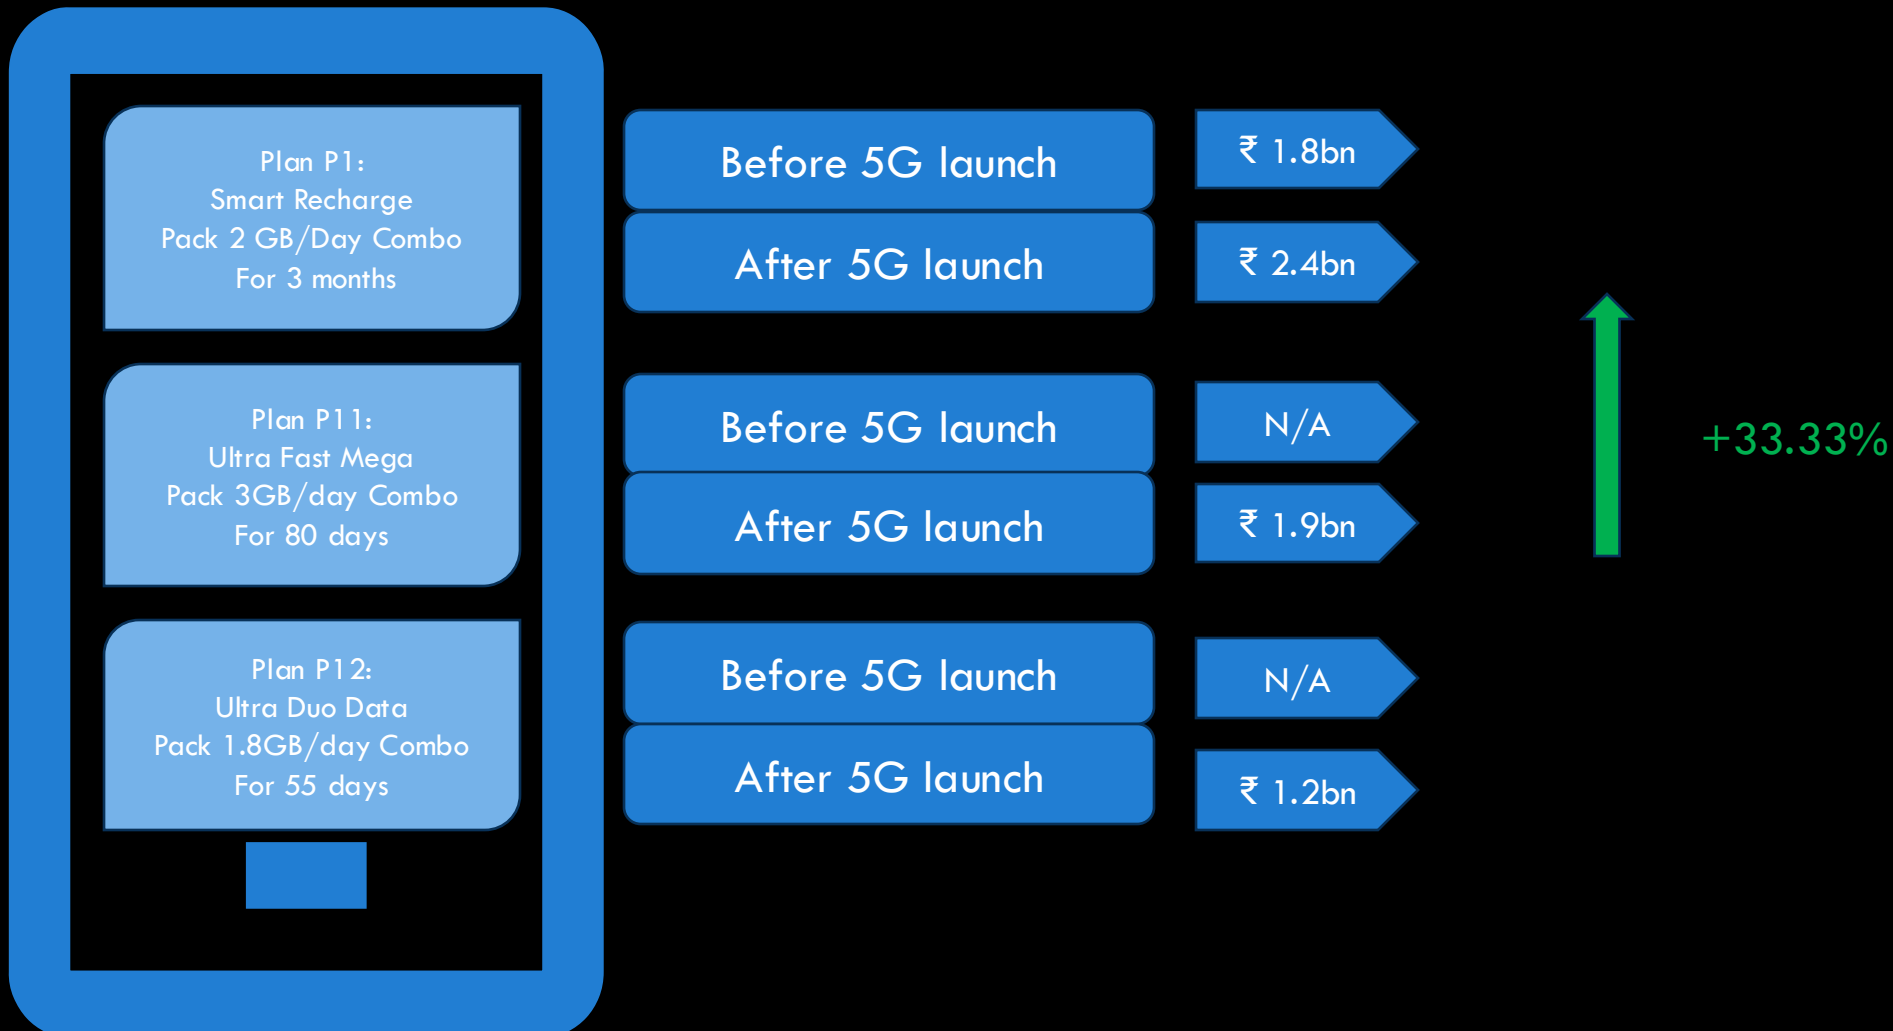 Plan P1:
Smart Recharge
Pack 2 GB/Day Combo
For 3 months
Before 5G launch
₹ 1.8bn
After 5G launch
₹ 2.4bn
Plan P11:
Ultra Fast Mega
Pack 3GB/day Combo
For 80 days
Before 5G launch
N/A
After 5G launch
₹ 1.9bn
+33.33%
Plan P12:
Ultra Duo Data
Pack 1.8GB/day Combo
For 55 days
Before 5G launch
N/A
After 5G launch
₹ 1.2bn